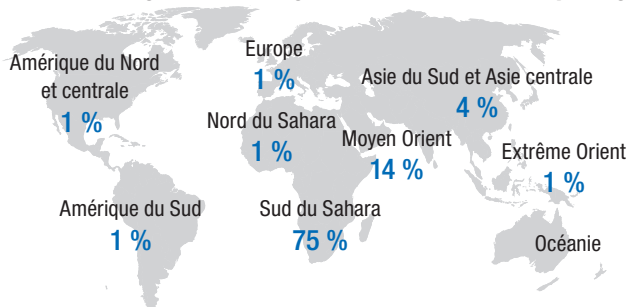 Europe
1 %
Amérique du Nord
et centrale
1 %
Asie du Sud et Asie centrale
4 %
Nord du Sahara
1 %
Moyen Orient
14 %
Extrême Orient
1 %
Amérique du Sud
1 %
Sud du Sahara
75 %
Océanie